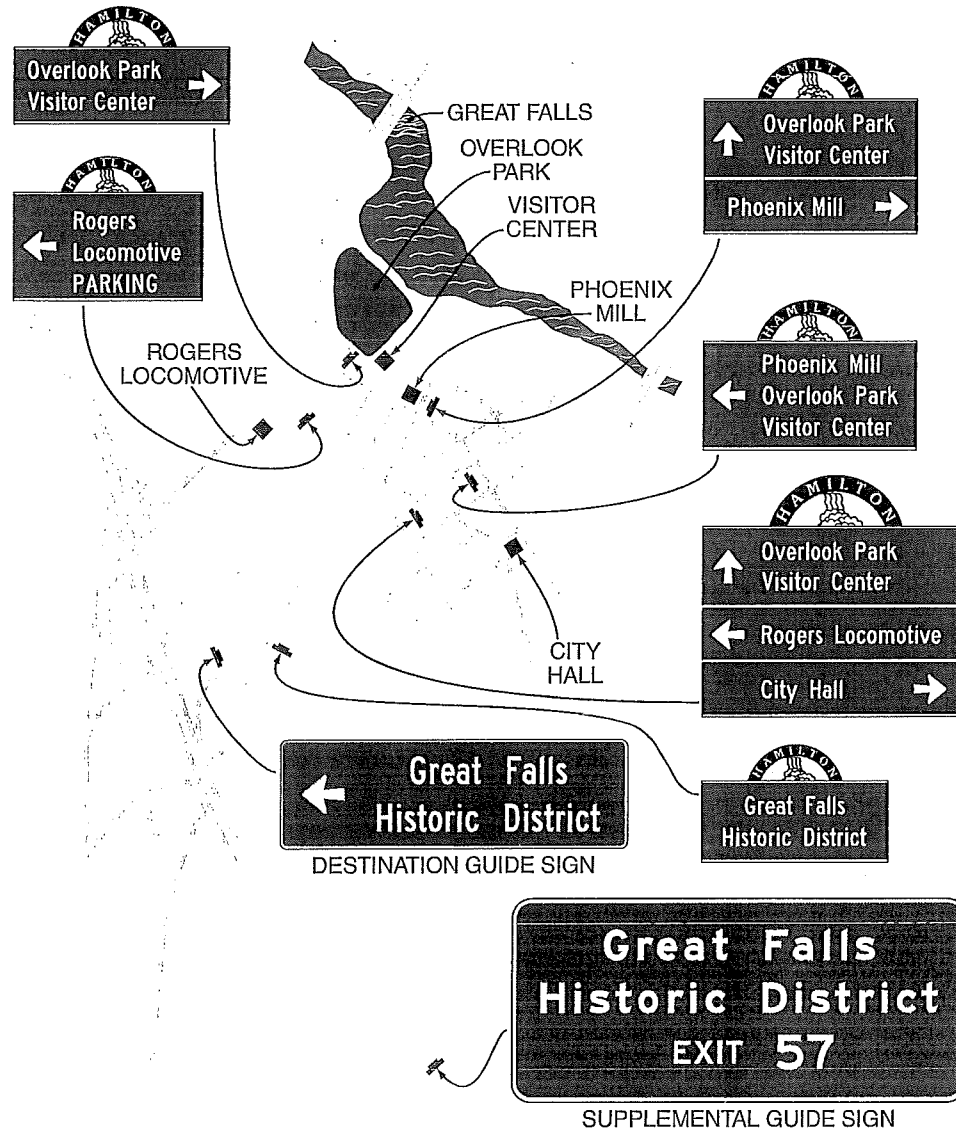 HAMILTON
Overlook Park
Visitor Center
HAMILTON
Rogers
Locomotive
PARKING
GREAT FALLS
OVERLOOK
PARK
VISITOR
CENTER
PHOENIX
MILL
ROGERS
LOCOMOTIVE
HAMILTON
Overlook Park
Visitor Center
Phoenix Mill
HAMILTON
Phoenix Mill
Overlook Park
Visitor Center
HAMILTON
Overlook Park
Visitor Center
Rogers Locomotive
City Hall
CITY
HALL
Great Falls
Historic District
DESTINATION GUIDE SIGN
HAMILTON
Great Falls
Historic District
Great Falls
Historic District
EXIT 57
SUPPLEMENTAL GUIDE SIGN